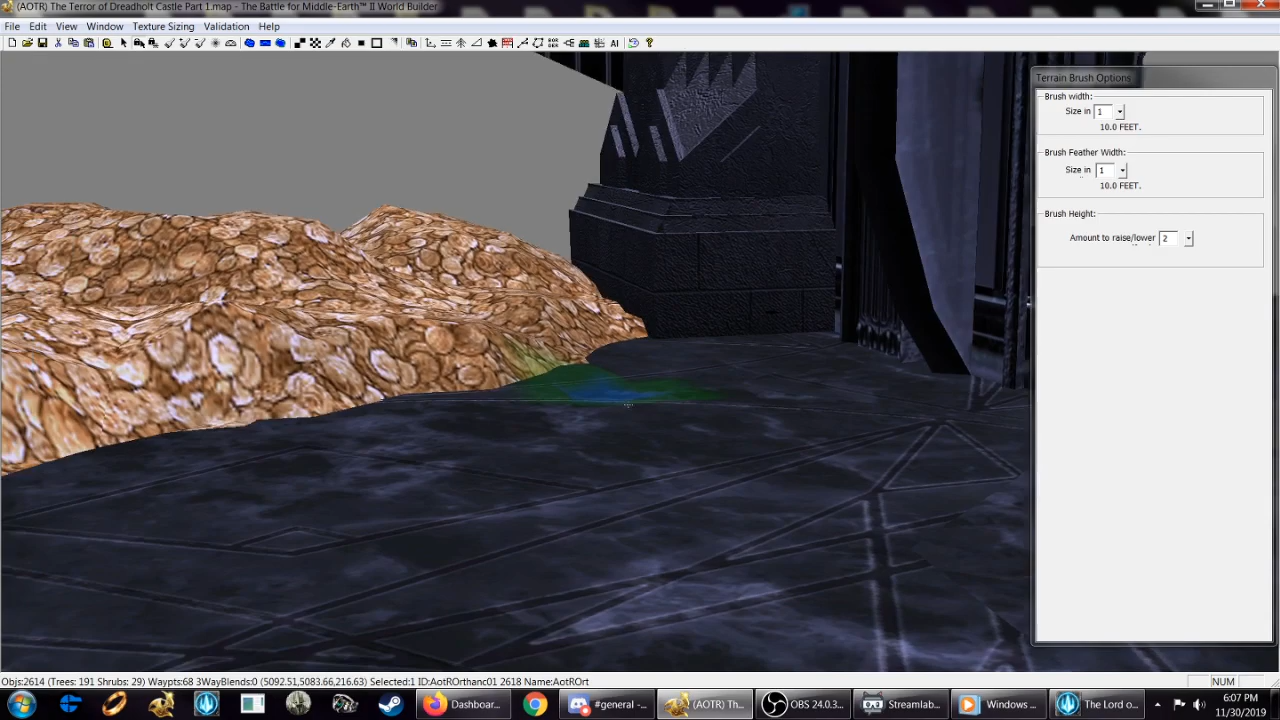 (AOTR) The Terror of Dreadholt Castle Part 1.map - The Battle for Middle-Earth™ II World Builder
File Edit View Window Texture Sizing Validation Help
AI
Terrain Brush Options
Brush width:
Size in 1
10.0 FEET.
Brush Feather Width:
Size in 1
10.0 FEET.
Brush Height:
Amount to raise/lower 2
Objs:2614 (Trees: 191 Shrubs: 29) Waypts:68 3WayBlends:0 (5092.51,5083.66,216.63) Selected:1 ID:AotROrthanc01 2618 Name:AotROrt
NUM
Dashboar...
#general -...
(AOTR) Th...
OBS 24.0.3...
Streamlab...
Windows ...
The Lord o...
6:07 PM
11/30/2019